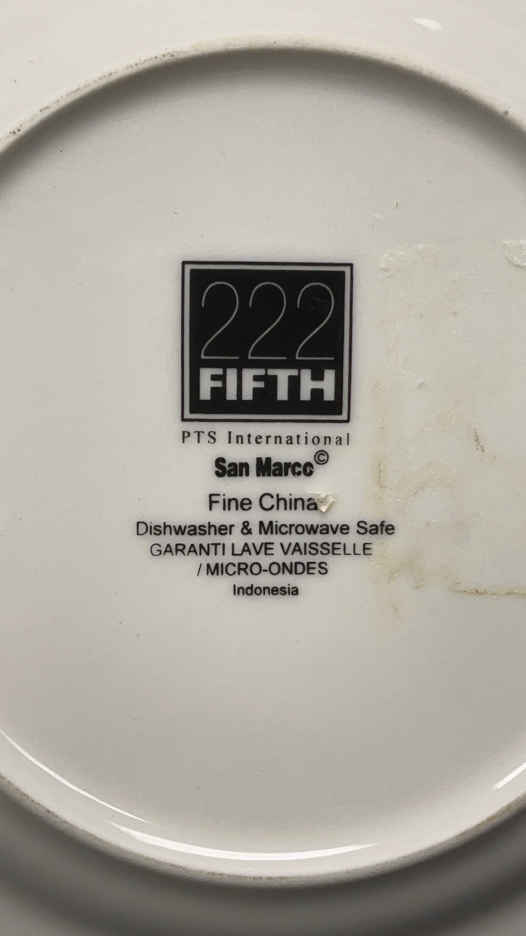 222
FIFTH
PTS International
San Marco©
Fine China
Dishwasher & Microwave Safe
GARANTI LAVE VAISSELLE
/ MICRO-ONDES
Indonesia